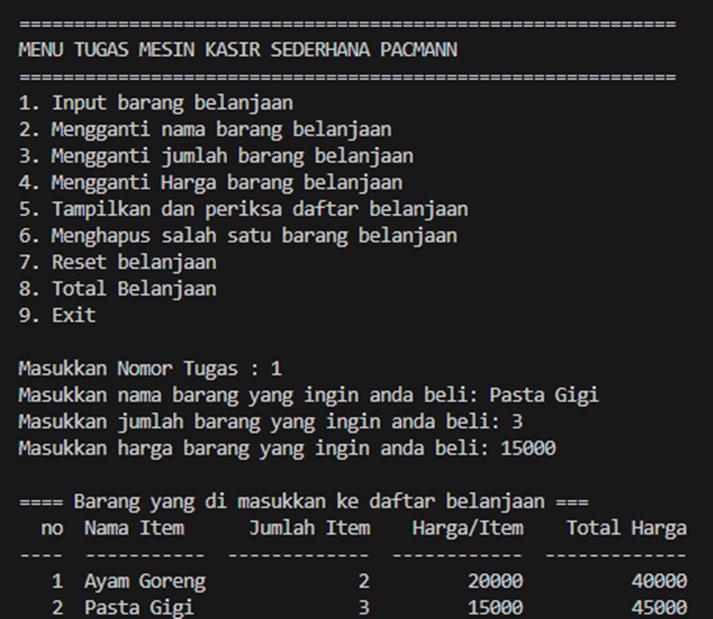 ============================================================
MENU TUGAS MESIN KASIR SEDERHANA PACMANN
============================================================
1. Input barang belanjaan
2. Mengganti nama barang belanjaan
3. Mengganti jumlah barang belanjaan
4. Mengganti Harga barang belanjaan
5. Tampilkan dan periksa daftar belanjaan
6. Menghapus salah satu barang belanjaan
7. Reset belanjaan
8. Total Belanjaan
9. Exit
Masukkan Nomor Tugas : 1
Masukkan nama barang yang ingin anda beli: Pasta Gigi
Masukkan jumlah barang yang ingin anda beli: 3
Masukkan harga barang yang ingin anda beli: 15000
==== Barang yang di masukkan ke daftar belanjaan ===
  no  Nama Item      Jumlah Item    Harga/Item    Total Harga
----  -----------  -------------  ------------  -------------
   1  Ayam Goreng              2         20000          40000
   2  Pasta Gigi               3         15000          45000